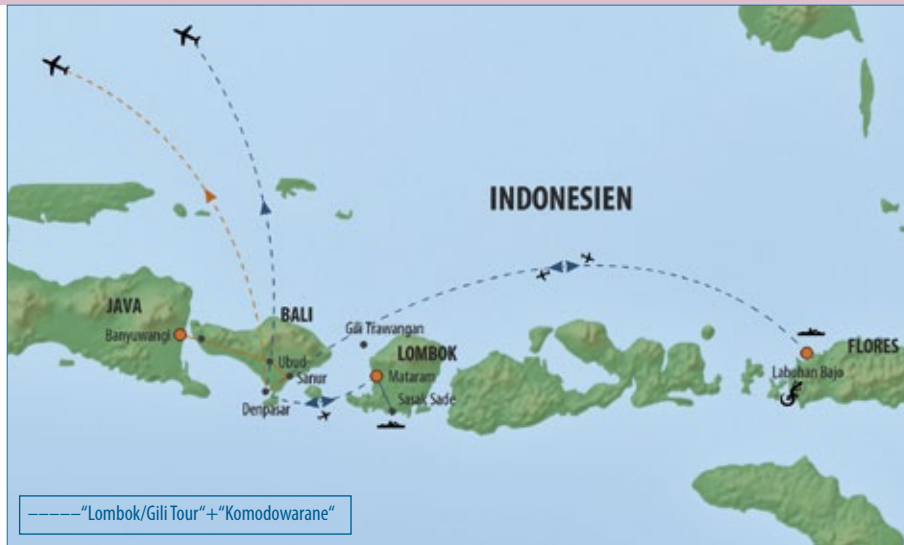 INDONESIEN
JAVA
BALI
Banyuwangi
Gili Trawangan
LOMBOK
FLORES
Ubud
Sanur
Mataram
Labuhan Bajo
Denpasar
Sasak Sade
-----“Lombok/Gili Tour“+“Komodowarane“